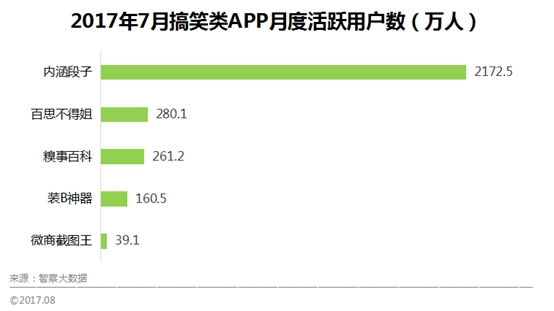 2017年7月搞笑类APP月度活跃用户数（万人）
内涵段子 2172.5
百思不得姐 280.1
糗事百科 261.2
装B神器 160.5
微商截图王 39.1
来源：智察大数据
©2017.08